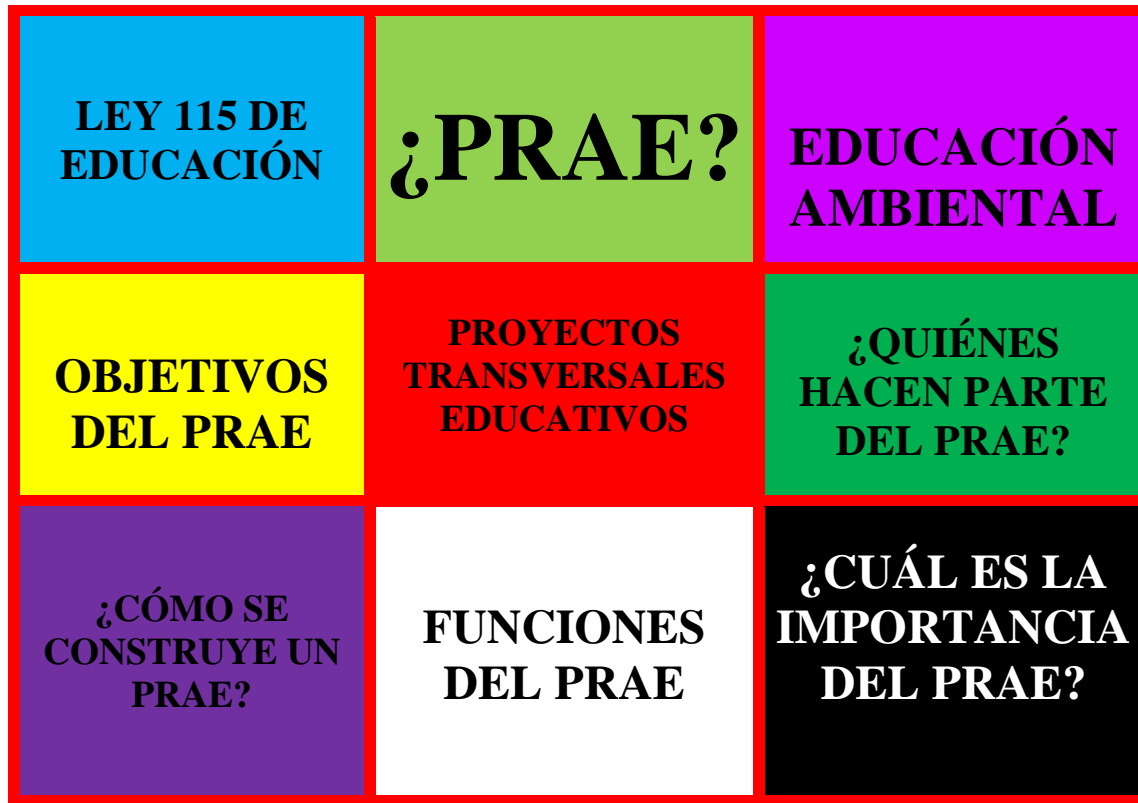 LEY 115 DE
EDUCACIÓN
¿PRAE?
EDUCACIÓN
AMBIENTAL
OBJETIVOS
DEL PRAE
PROYECTOS
TRANSVERSALES
EDUCATIVOS
¿QUIÉNES
HACEN PARTE
DEL PRAE?
¿CÓMO SE
CONSTRUYE UN
PRAE?
FUNCIONES
DEL PRAE
¿CUÁL ES LA
IMPORTANCIA
DEL PRAE?